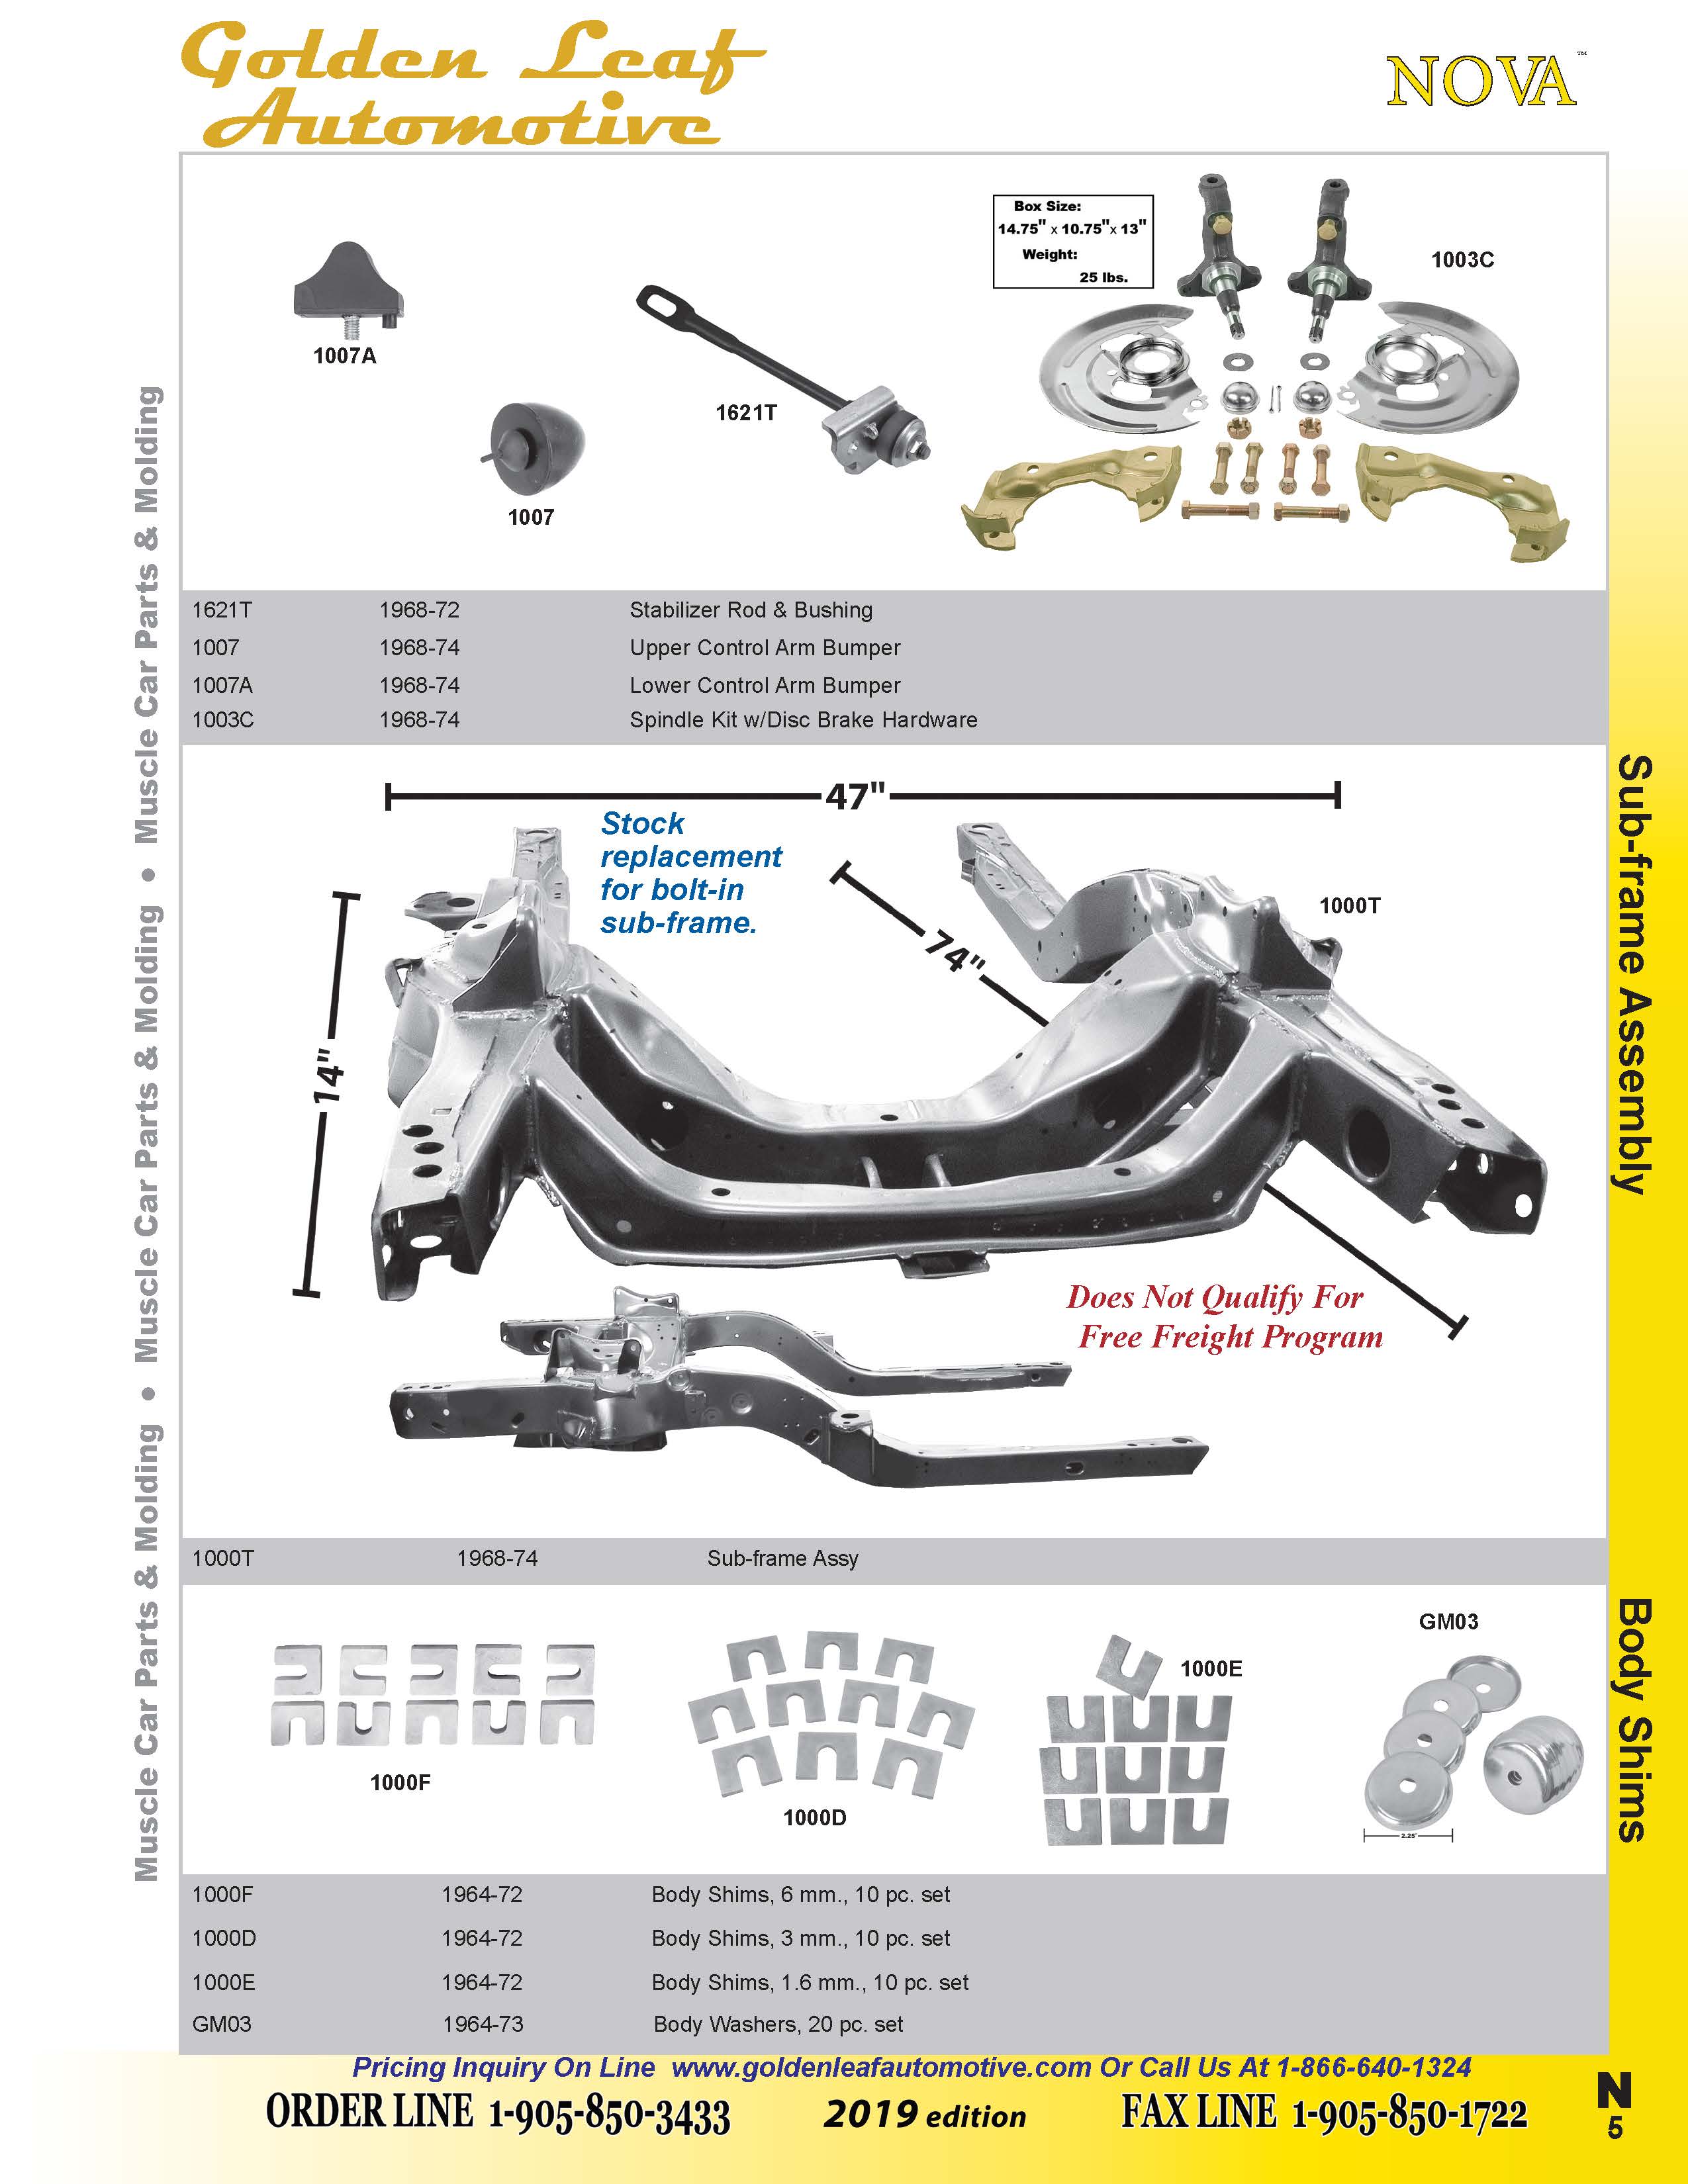 Golden Leaf
Automotive
NOVA™
Box Size:
14.75" x 10.75"x 13"
Weight:
25 lbs.
1003C
1007A
1621T
1007
1621T 1968-72 Stabilizer Rod & Bushing
1007 1968-74 Upper Control Arm Bumper
1007A 1968-74 Lower Control Arm Bumper
1003C 1968-74 Spindle Kit w/Disc Brake Hardware
47"
Stock
replacement
for bolt-in
sub-frame.
1000T
74"
14"
Does Not Qualify For
Free Freight Program
1000T 1968-74 Sub-frame Assy
GM03
1000E
1000F
1000D
2.25"
1000F 1964-72 Body Shims, 6 mm., 10 pc. set
1000D 1964-72 Body Shims, 3 mm., 10 pc. set
1000E 1964-72 Body Shims, 1.6 mm., 10 pc. set
GM03 1964-73 Body Washers, 20 pc. set
Muscle Car Parts & Molding • Muscle Car Parts & Molding • Muscle Car Parts & Molding
Sub-frame Assembly
Body Shims
Pricing Inquiry On Line www.goldenleafautomotive.com Or Call Us At 1-866-640-1324
ORDER LINE 1-905-850-3433 2019 edition FAX LINE 1-905-850-1722
N
5